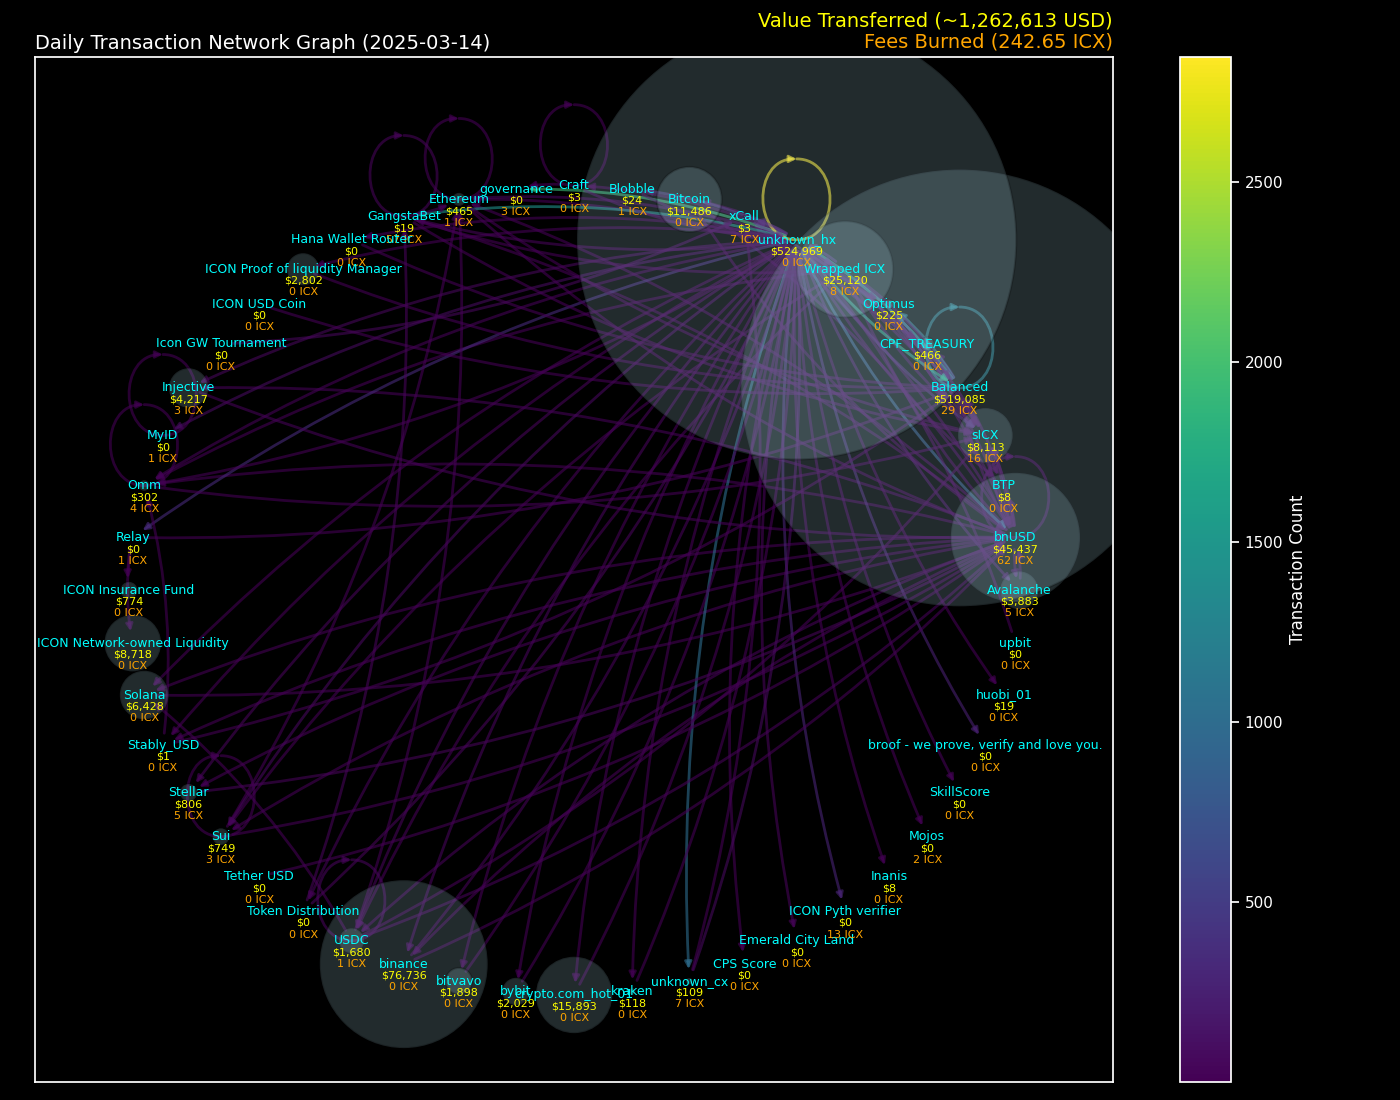 Value Transferred (~1,262,613 USD)
Daily Transaction Network Graph (2025-03-14)
Fees Burned (242.65 ICX)
governance
$0
3 ICX
Craft
$3
0 ICX
Blobble
$24
1 ICX
Bitcoin
$11,486
0 ICX
xCall
$3
7 ICX
unknown_hx
$524,969
0 ICX
Wrapped ICX
$25,120
8 ICX
Optimus
$225
0 ICX
CPF_TREASURY
$466
0 ICX
Balanced
$519,085
29 ICX
sICX
$8,113
16 ICX
BTP
$8
0 ICX
bnUSD
$45,437
62 ICX
Avalanche
$3,883
5 ICX
upbit
$0
0 ICX
huobi_01
$19
0 ICX
broof - we prove, verify and love you.
$0
0 ICX
SkillScore
$0
0 ICX
Mojos
$0
2 ICX
Inanis
$8
0 ICX
ICON Pyth verifier
$0
13 ICX
Emerald City Land
$0
0 ICX
CPS Score
$0
0 ICX
unknown_cx
$109
7 ICX
kraken
$118
0 ICX
crypto.com_hot_01
$15,893
0 ICX
bybit
$2,029
0 ICX
bitvavo
$1,898
0 ICX
binance
$76,736
0 ICX
USDC
$1,680
1 ICX
Token Distribution
$0
0 ICX
Tether USD
$0
0 ICX
Sui
$749
3 ICX
Stellar
$806
5 ICX
Stably_USD
$1
0 ICX
Solana
$6,428
0 ICX
ICON Network-owned Liquidity
$8,718
0 ICX
ICON Insurance Fund
$774
0 ICX
Relay
$0
1 ICX
Omm
$302
4 ICX
MyID
$0
1 ICX
Injective
$4,217
3 ICX
Icon GW Tournament
$0
0 ICX
ICON USD Coin
$0
0 ICX
ICON Proof of liquidity Manager
$2,802
0 ICX
Hana Wallet Router
$0
0 ICX
GangstaBet
$19
ICX
Ethereum
$465
1 ICX
2500
2000
1500
1000
500
Transaction Count